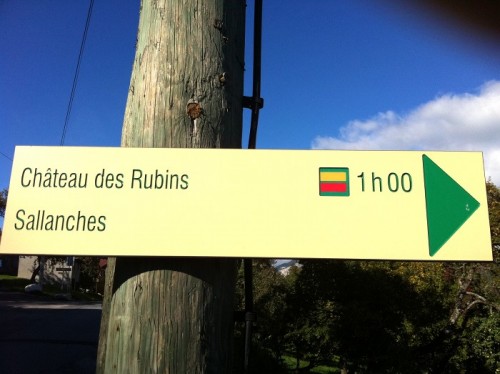 Château des Rubins 1h00
Sallanches